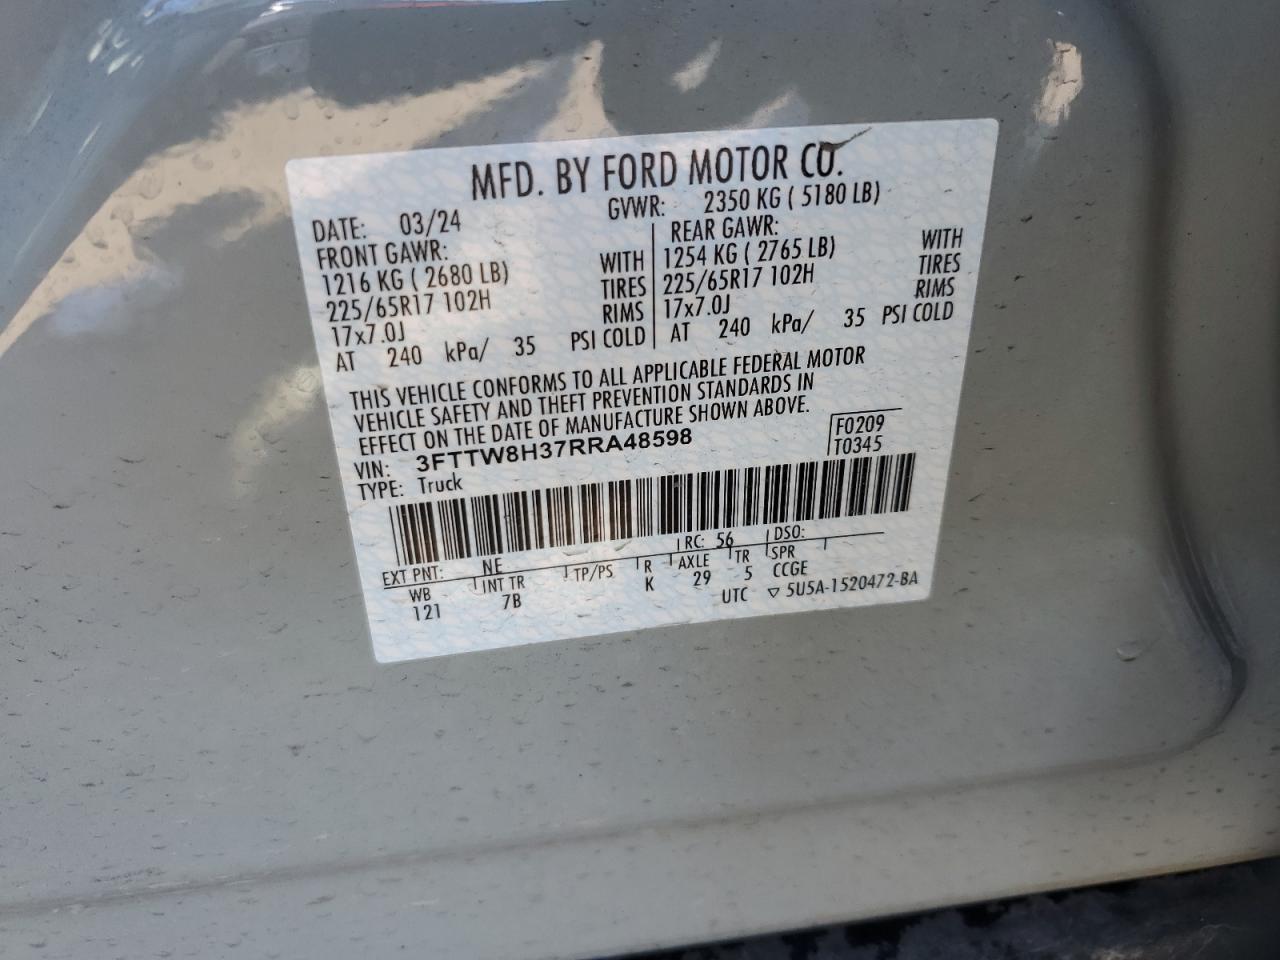 MFD. BY FORD MOTOR CO.
DATE: 03/24 GVWR: 2350 KG ( 5180 LB)
FRONT GAWR: REAR GAWR:
1216 KG ( 2680 LB) WITH 1254 KG ( 2765 LB) WITH
225/65R17 102H TIRES 225/65R17 102H TIRES
17x7.0J RIMS 17x7.0J RIMS
AT 240 kPa/ 35 PSI COLD AT 240 kPa/ 35 PSI COLD
THIS VEHICLE CONFORMS TO ALL APPLICABLE FEDERAL MOTOR
VEHICLE SAFETY AND THEFT PREVENTION STANDARDS IN
EFFECT ON THE DATE OF MANUFACTURE SHOWN ABOVE.
VIN: 3FTTW8H37RRA48598 F0209
TYPE: Truck T0345
EXT PNT: NE RC: 56 DSO:
WB INT TR TP/PS R AXLE TR SPR
121 7B K 29 5 CCGE
UTC ▽ 5U5A-1520472-BA